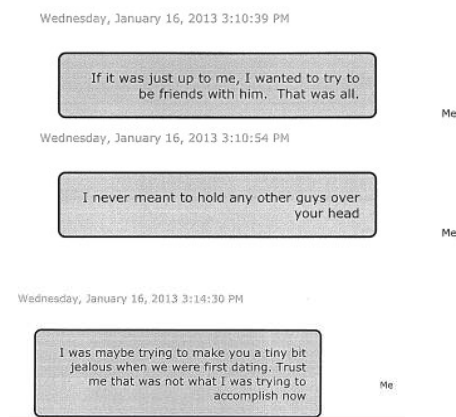 Wednesday, January 16, 2013 3:10:39 PM
If it was just up to me, I wanted to try to
be friends with him.  That was all.
Me
Wednesday, January 16, 2013 3:10:54 PM
I never meant to hold any other guys over
your head
Me
Wednesday, January 16, 2013 3:14:30 PM
I was maybe trying to make you a tiny bit
jealous when we were first dating. Trust
me that was not what I was trying to
accomplish now
Me